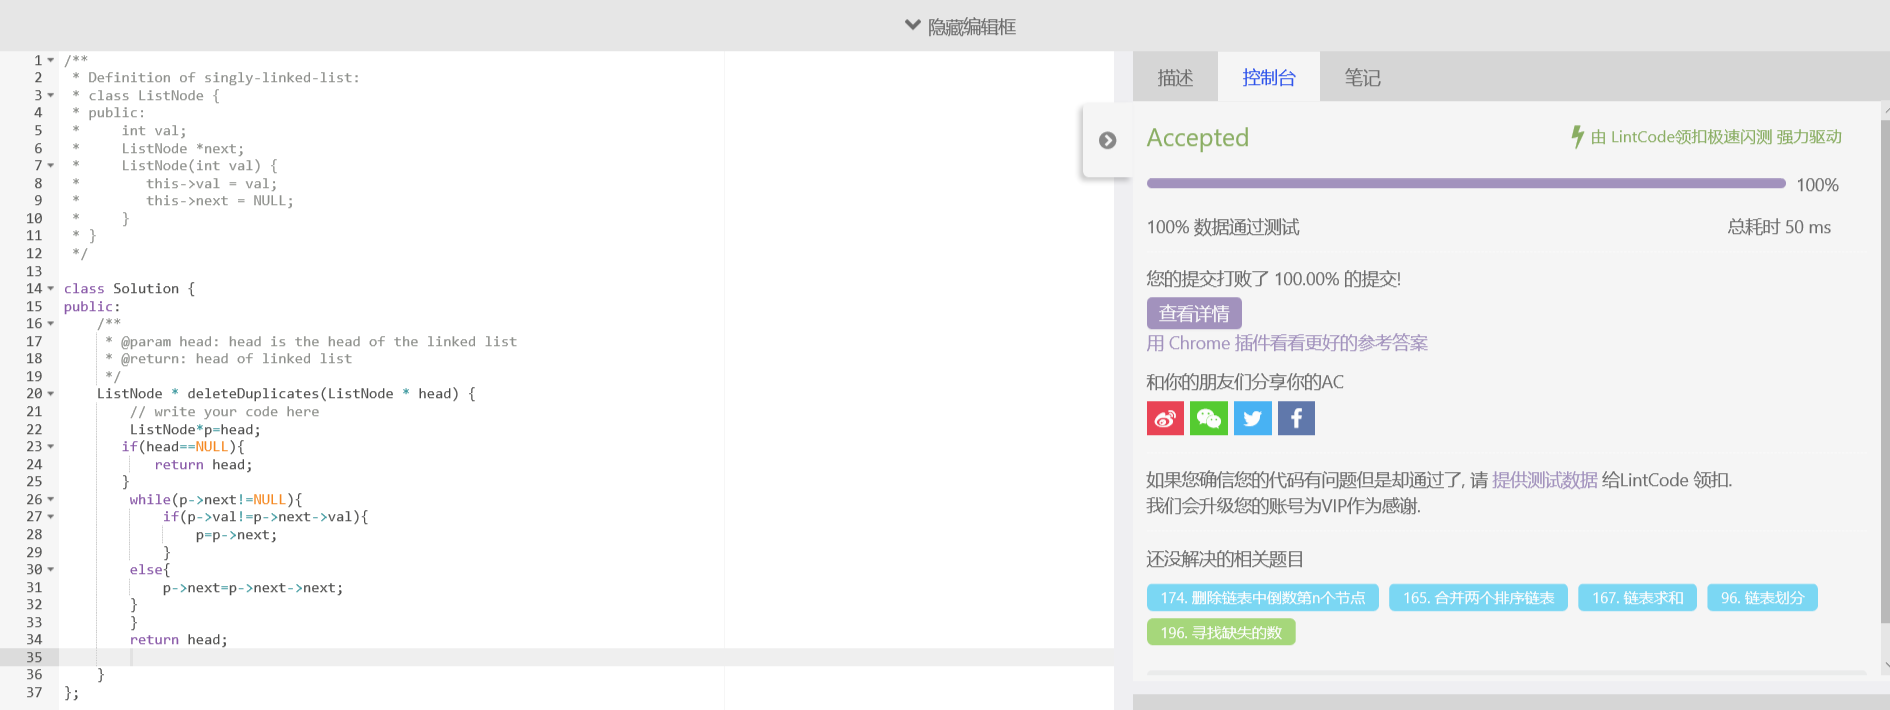 隐藏编辑框
1 /**
2 * Definition of singly-linked-list:
3 * class ListNode {
4 * public:
5 *     int val;
6 *     ListNode *next;
7 *     ListNode(int val) {
8 *        this->val = val;
9 *        this->next = NULL;
10 *     }
11 * }
12 */
13
14 class Solution {
15 public:
16     /**
17      * @param head: head is the head of the linked list
18      * @return: head of linked list
19      */
20     ListNode * deleteDuplicates(ListNode * head) {
21         // write your code here
22         ListNode*p=head;
23        if(head==NULL){
24            return head;
25        }
26         while(p->next!=NULL){
27             if(p->val!=p->next->val){
28                 p=p->next;
29             }
30         else{
31             p->next=p->next->next;
32         }
33         }
34         return head;
35
36     }
37 };
描述 控制台 笔记
Accepted 由 LintCode领扣极速闪测 强力驱动
100%
100% 数据通过测试 总耗时 50 ms
您的提交打败了 100.00% 的提交!
查看详情
用 Chrome 插件看看更好的参考答案
和你的朋友们分享你的AC
如果您确信您的代码有问题但是却通过了, 请 提供测试数据 给LintCode 领扣.
我们会升级您的账号为VIP作为感谢.
还没解决的相关题目
174. 删除链表中倒数第n个节点 165. 合并两个排序链表 167. 链表求和 96. 链表划分
196. 寻找缺失的数